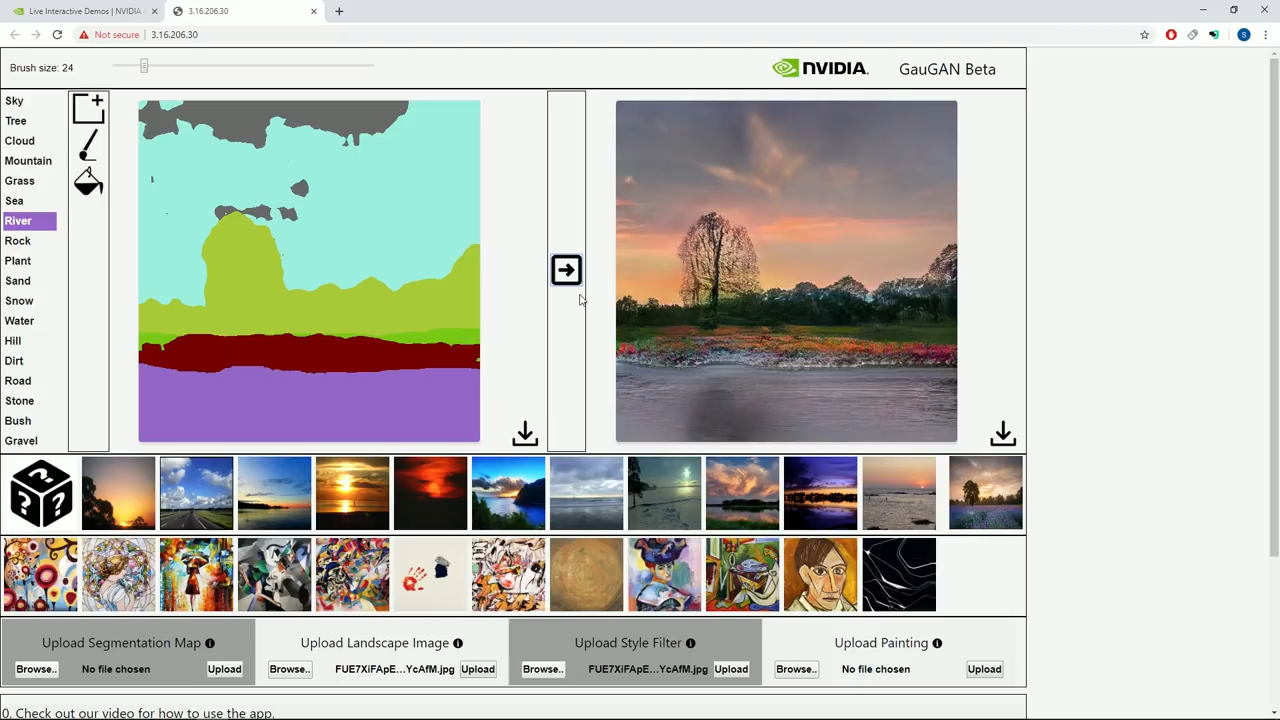 Live Interactive Demos | NVIDIA
3.16.206.30
Not secure
3.16.206.30
S
Brush size: 24
NVIDIA.
GauGAN Beta
Sky
Tree
Cloud
Mountain
Grass
Sea
River
Rock
Plant
Sand
Snow
Water
Hill
Dirt
Road
Stone
Bush
Gravel
? ? ?
Upload Segmentation Map
Upload Landscape Image
Upload Style Filter
Upload Painting
Browse.. No file chosen Upload
Browse.. FUE7XiFApE...YcAfM.jpg Upload
Browse.. FUE7XiFApE...YcAfM.jpg Upload
Browse.. No file chosen Upload
0. Check out our video for how to use the app.